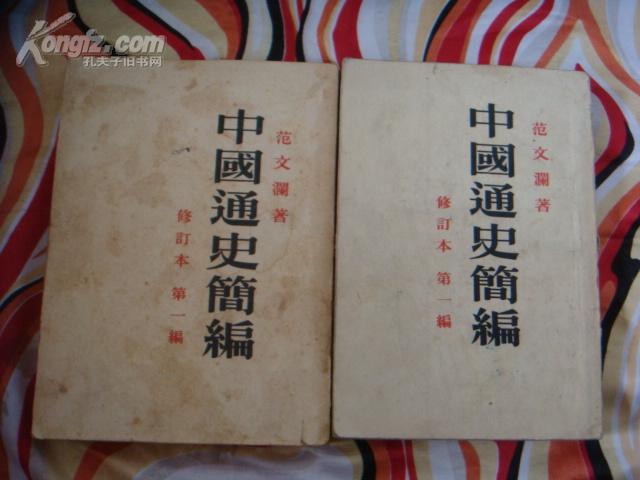 Kongfz.com
孔夫子旧书网
范文瀾著
中國通史簡編
修訂本 第一編
范文瀾著
中國通史簡編
修訂本 第一編